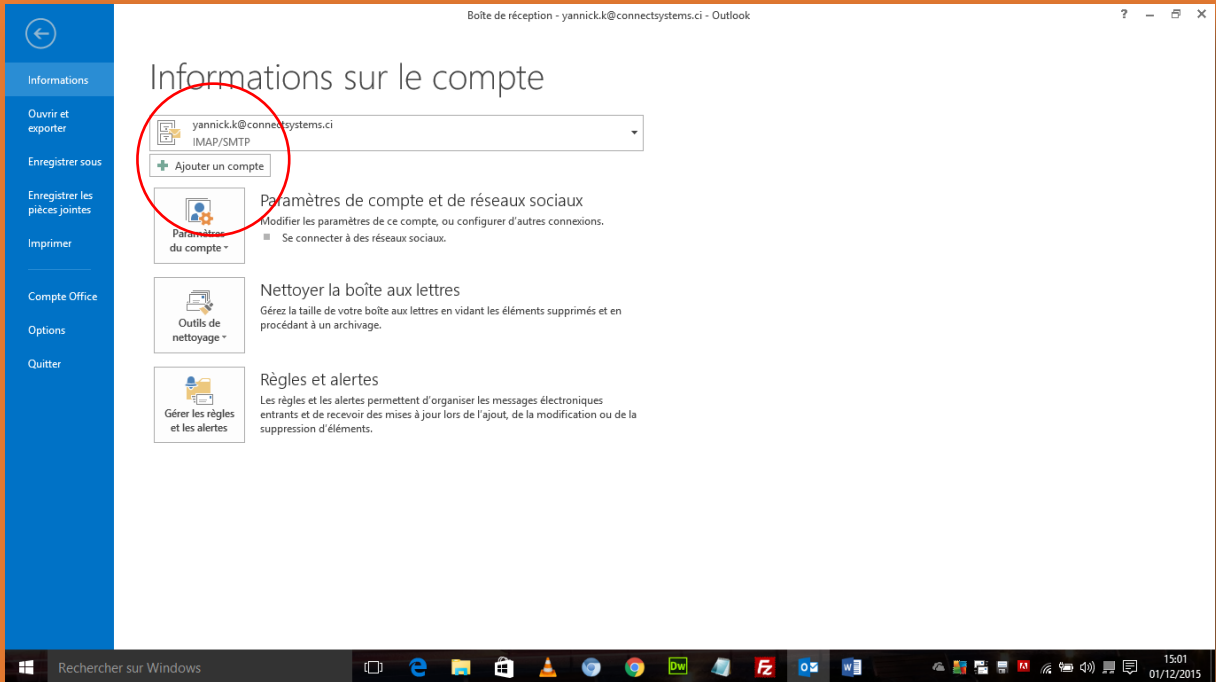 Boîte de réception - yannick.k@connectsystems.ci - Outlook
?
Informations
Ouvrir et
exporter
Enregistrer sous
Enregistrer les
pièces jointes
Imprimer
Compte Office
Options
Quitter
Informations sur le compte
yannick.k@connectsystems.ci
IMAP/SMTP
Ajouter un compte
Paramètres
du compte
Paramètres de compte et de réseaux sociaux
Modifier les paramètres de ce compte, ou configurer d'autres connexions.
Se connecter à des réseaux sociaux.
Outils de
nettoyage
Nettoyer la boîte aux lettres
Gérez la taille de votre boîte aux lettres en vidant les éléments supprimés et en
procédant à un archivage.
Gérer les règles
et les alertes
Règles et alertes
Les règles et les alertes permettent d'organiser les messages électroniques
entrants et de recevoir des mises à jour lors de l'ajout, de la modification ou de la
suppression d'éléments.
Rechercher sur Windows
Dw
Fz
15:01
01/12/2015